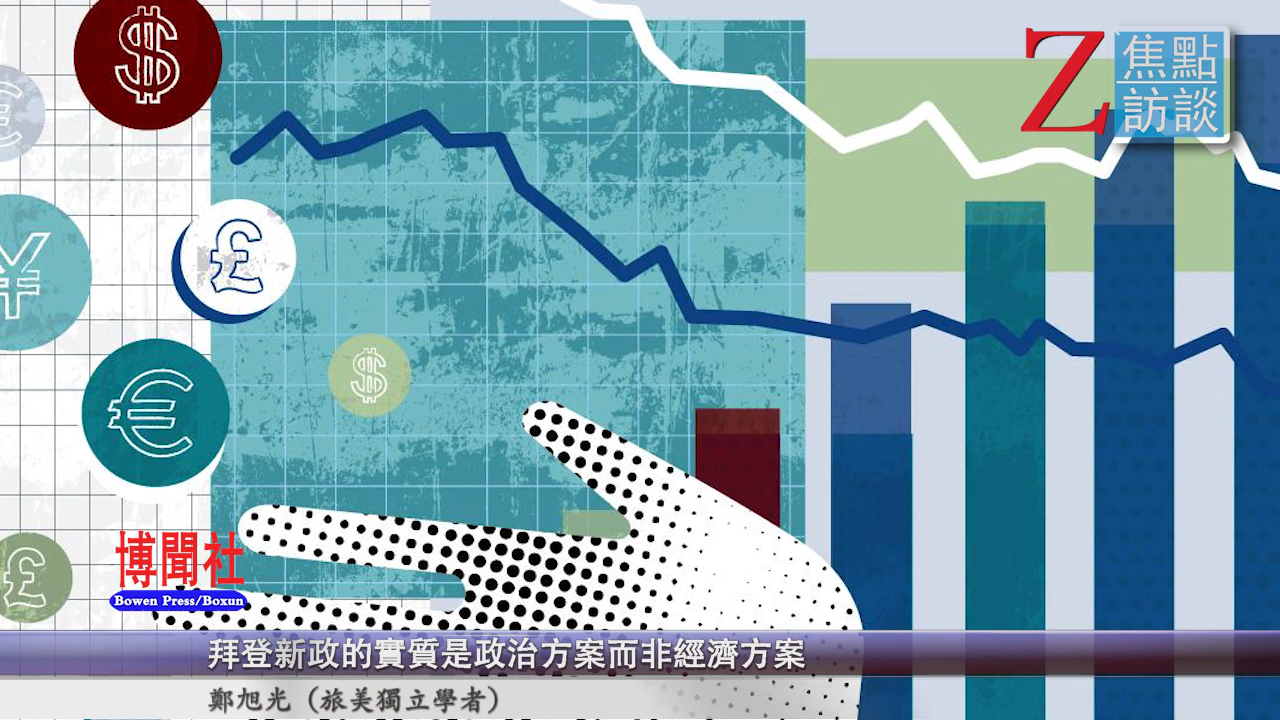 $
Z 焦點
訪談
€
¥
£
€
$
£
博聞社
Bowen Press/Boxun
拜登新政的實質是政治方案而非經濟方案
鄭旭光（旅美獨立學者）